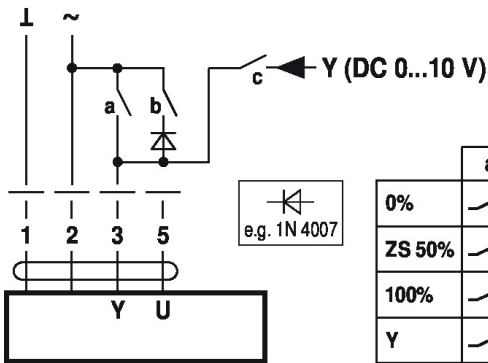 ⊥ ~
a b c Y (DC 0...10 V)
1 2 3 5
Y U
e.g. 1N 4007
a
0%
ZS 50%
100%
Y